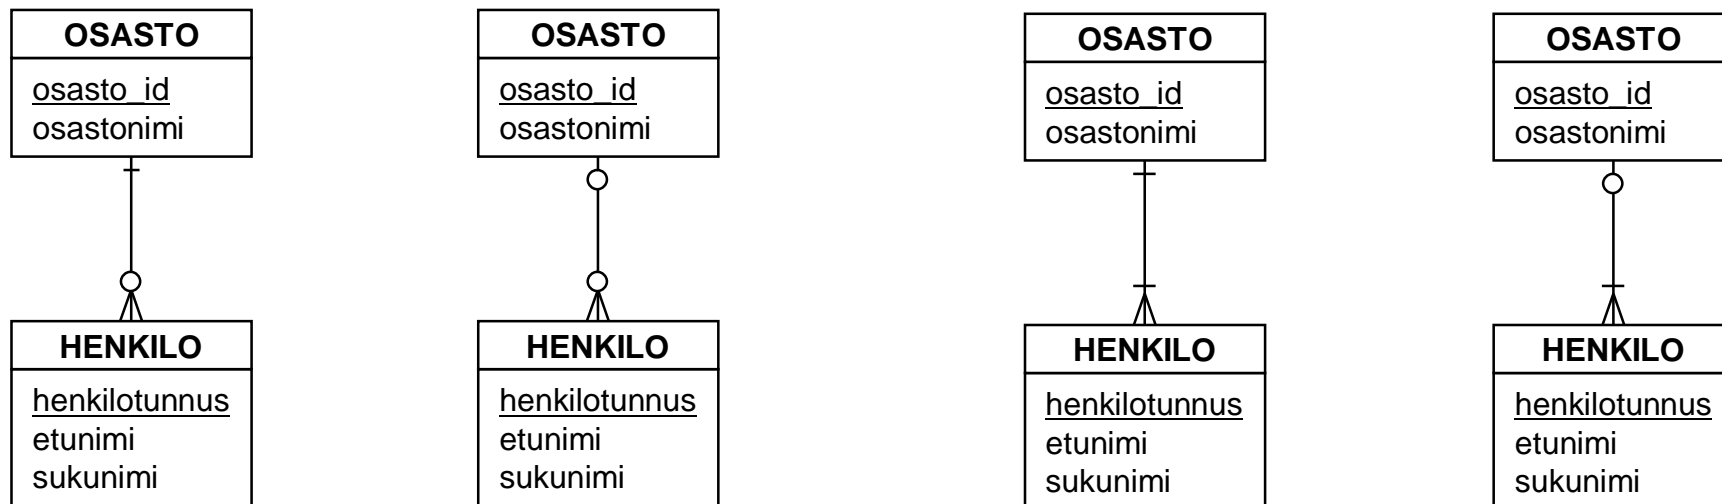 OSASTO
osasto_id
osastonimi
HENKILO
henkilotunnus
etunimi
sukunimi
OSASTO
osasto_id
osastonimi
HENKILO
henkilotunnus
etunimi
sukunimi
OSASTO
osasto_id
osastonimi
HENKILO
henkilotunnus
etunimi
sukunimi
OSASTO
osasto_id
osastonimi
HENKILO
henkilotunnus
etunimi
sukunimi